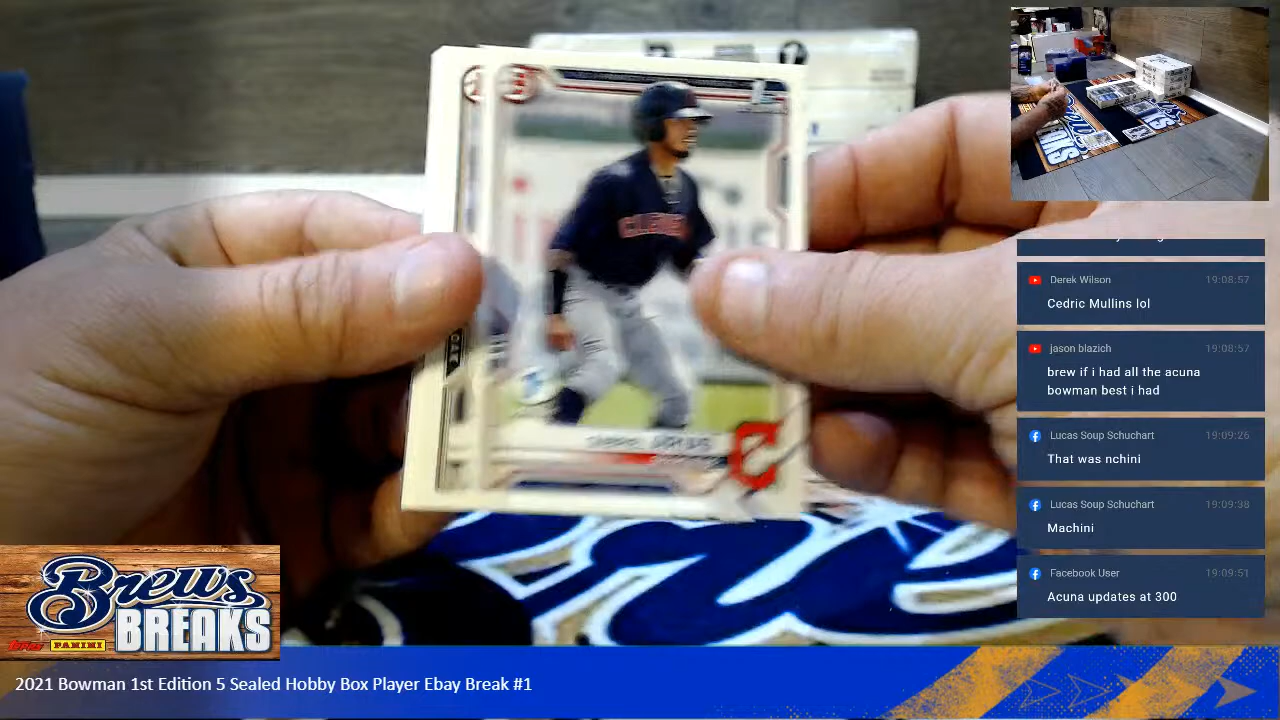 Derek Wilson 19:08:57
Cedric Mullins lol
jason blazich 19:08:57
brew if i had all the acuna
bowman best i had
Lucas Soup Schuchart 19:09:26
That was nchini
Lucas Soup Schuchart 19:09:38
Machini
Facebook User 19:09:51
Acuna updates at 300
Brews
BREAKS
Topps PANINI
2021 Bowman 1st Edition 5 Sealed Hobby Box Player Ebay Break #1